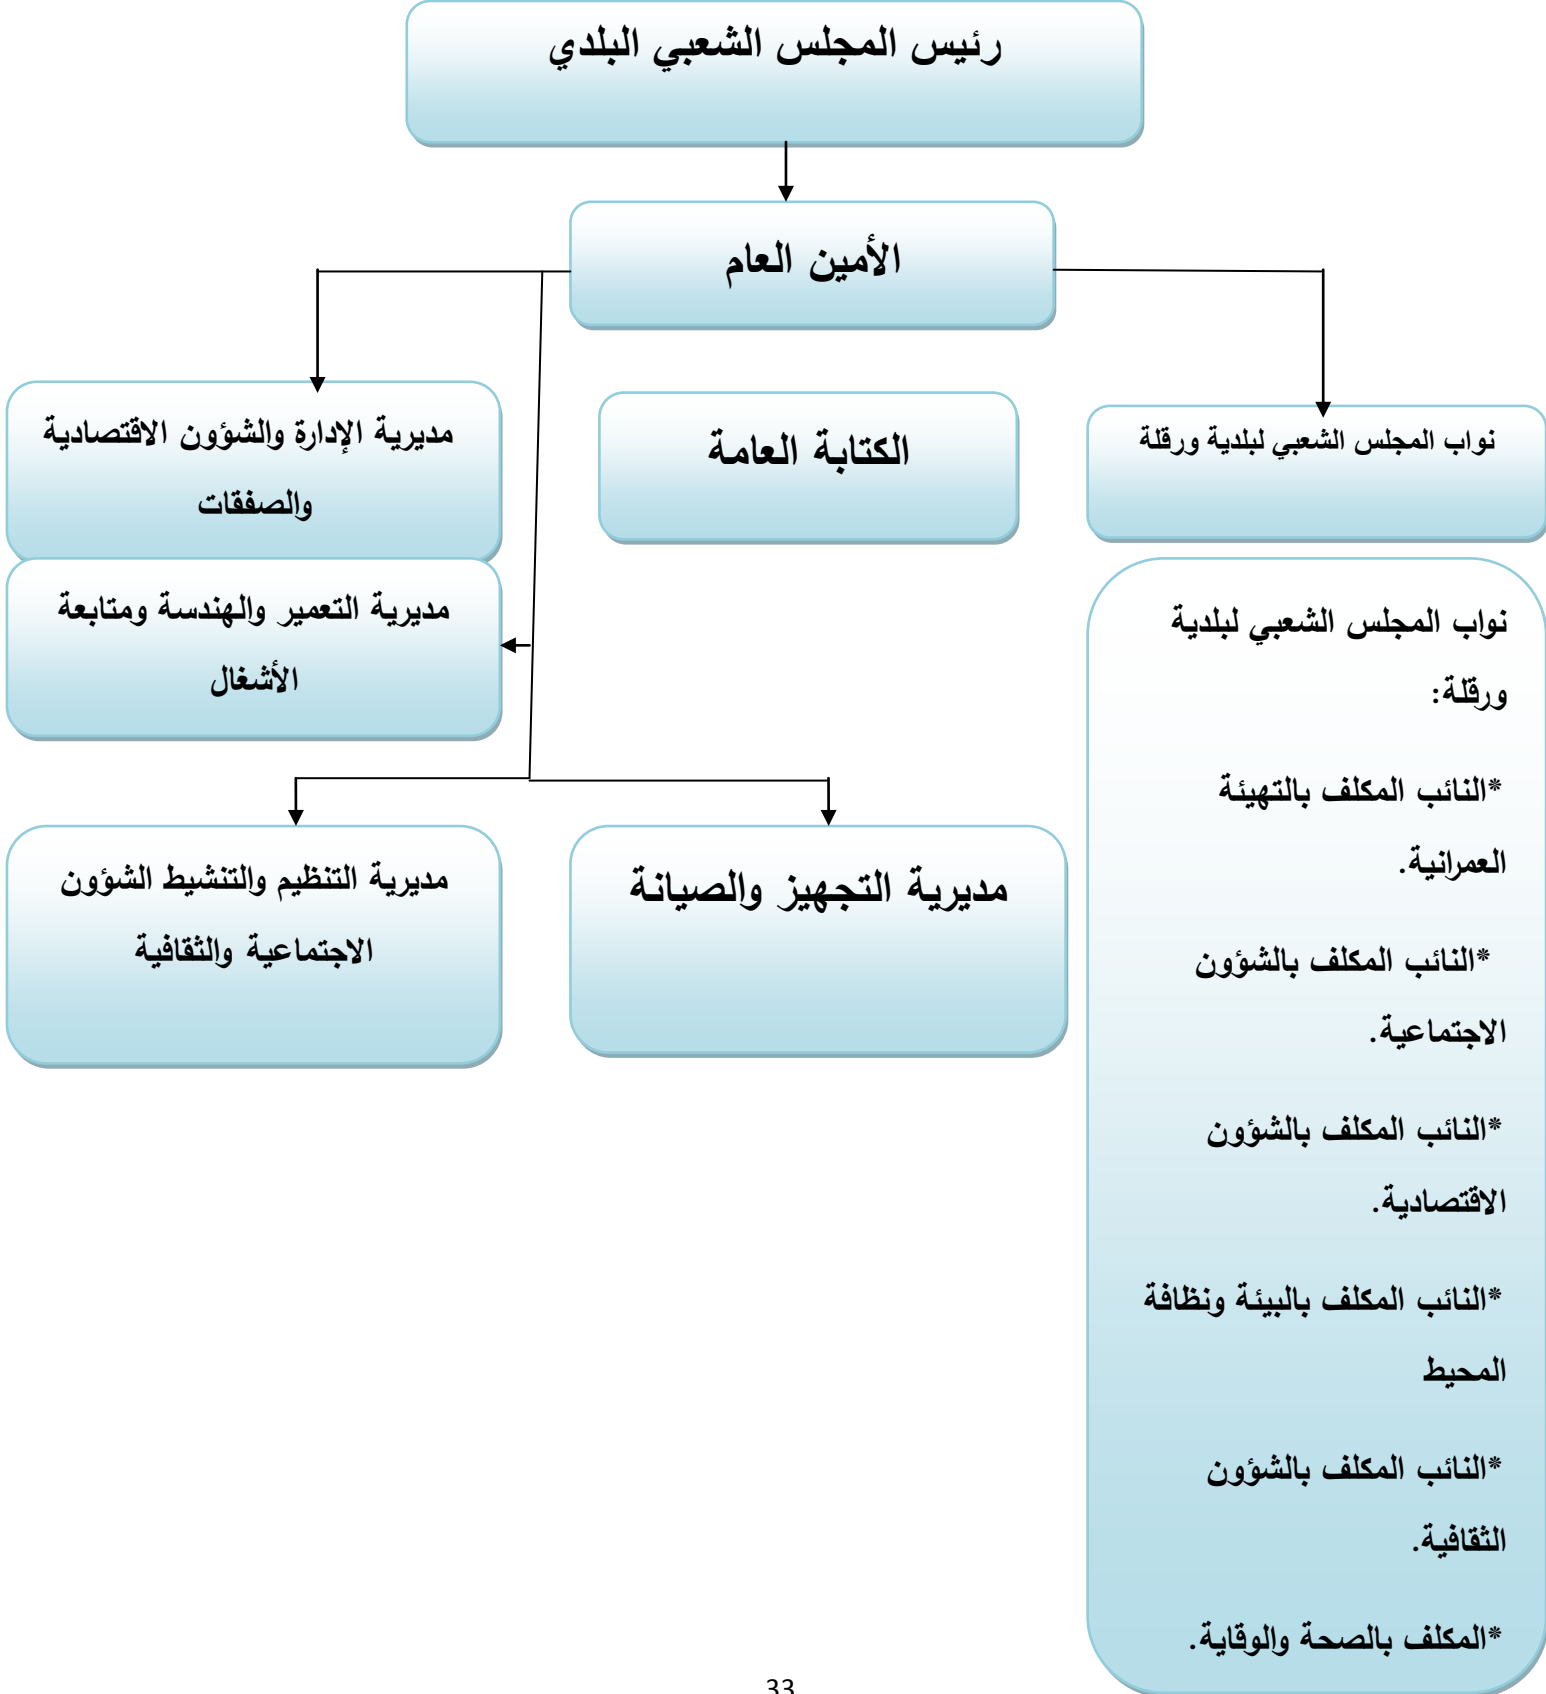 رئيس المجلس الشعبي البلدي
الأمين العام
نواب المجلس الشعبي لبلدية ورقلة
الكتابة العامة
مديرية الإدارة والشؤون الاقتصادية
والصفقات
مديرية التعمير والهندسة ومتابعة
الأشغال
نواب المجلس الشعبي لبلدية
ورقلة:
*النائب المكلف بالتهيئة
العمرانية.
*النائب المكلف بالشؤون
الاجتماعية.
*النائب المكلف بالشؤون
الاقتصادية.
*النائب المكلف بالبيئة ونظافة
المحيط
*النائب المكلف بالشؤون
الثقافية.
*المكلف بالصحة والوقاية.
مديرية التجهيز والصيانة
مديرية التنظيم والتنشيط الشؤون
الاجتماعية والثقافية
33